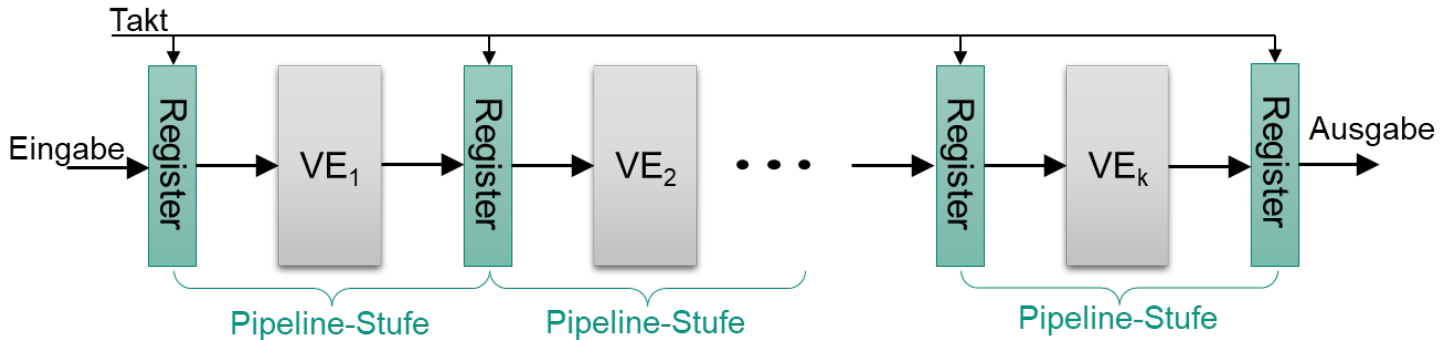 Takt
Eingabe
Register
VE1
Register
VE2
• • •
Register
VEk
Register
Ausgabe
Pipeline-Stufe
Pipeline-Stufe
Pipeline-Stufe